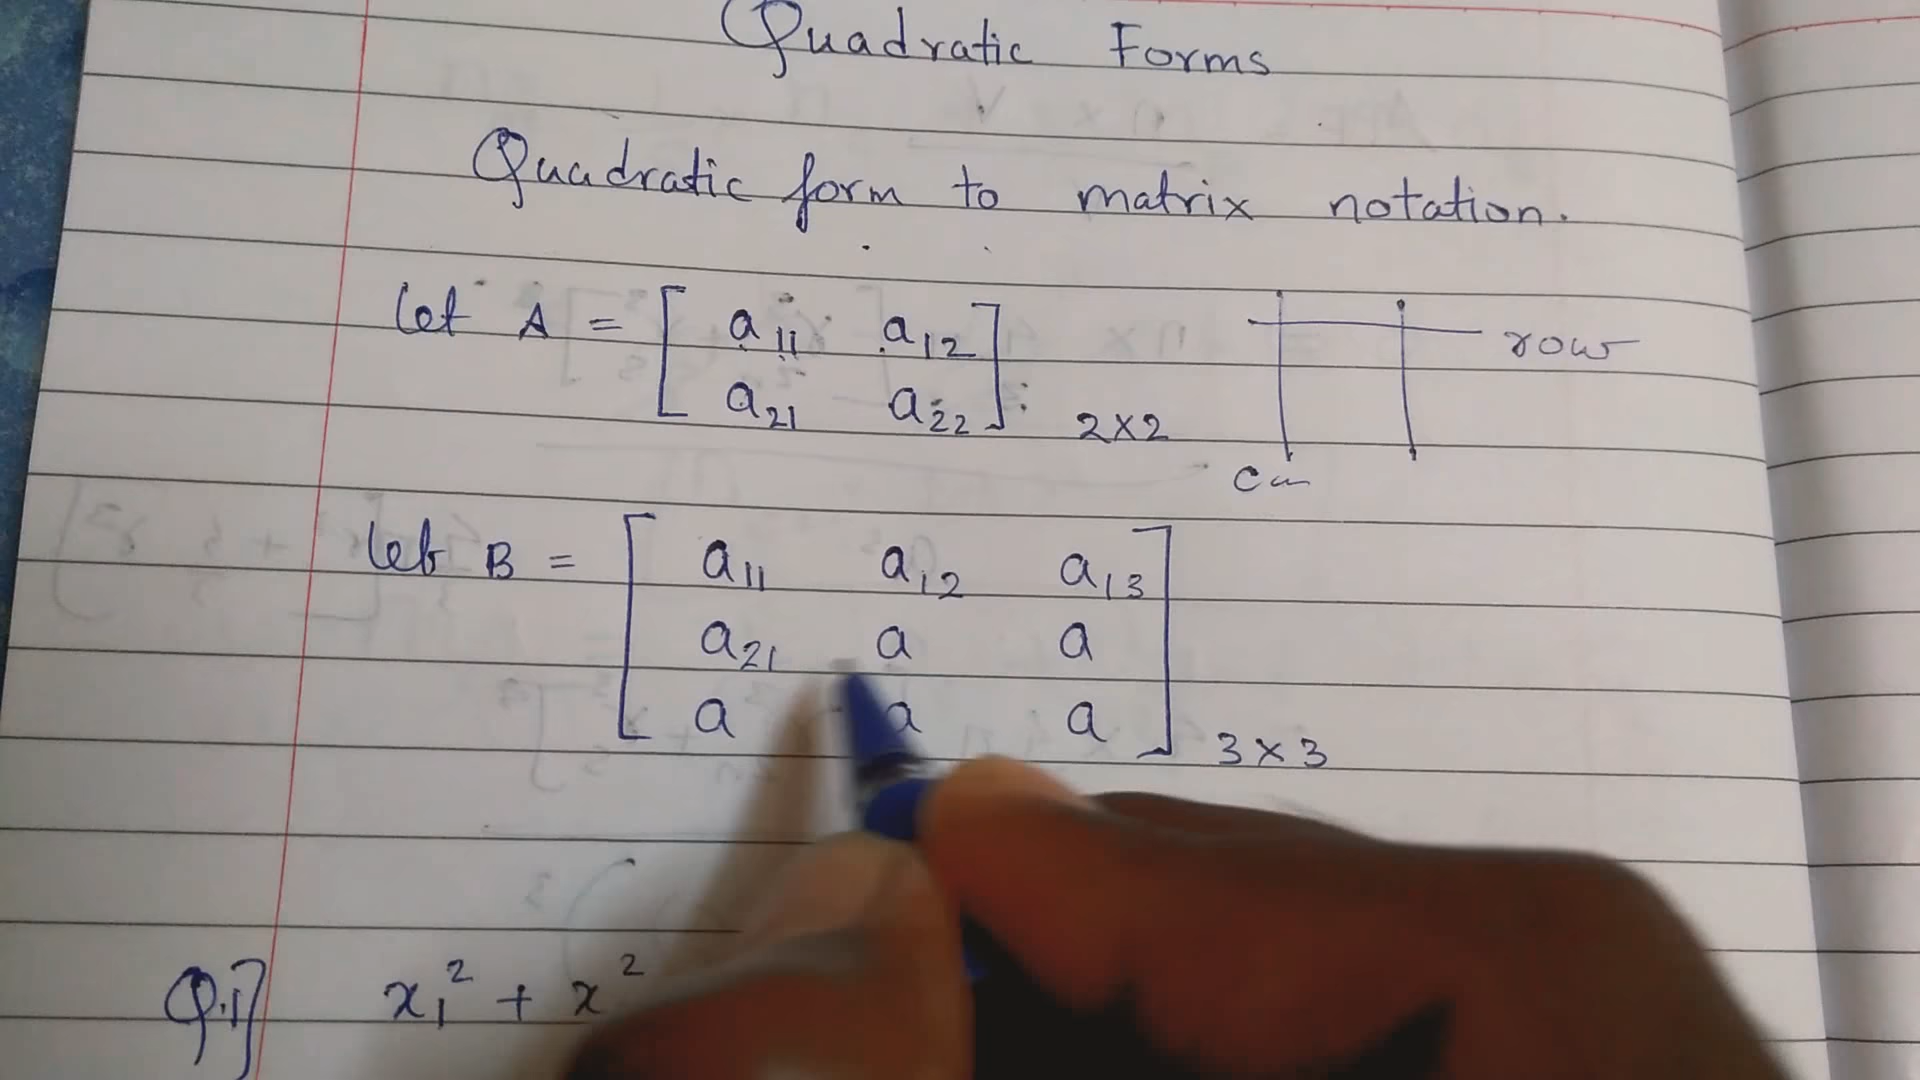 Quadratic Forms
Quadratic form to matrix notation.
Let A = [ a11 a12
a21 a22 ] 2×2
row
let B = [ a11 a12 a13
a21 a a
a a a ] 3×3
Q.1] x₁² + x²